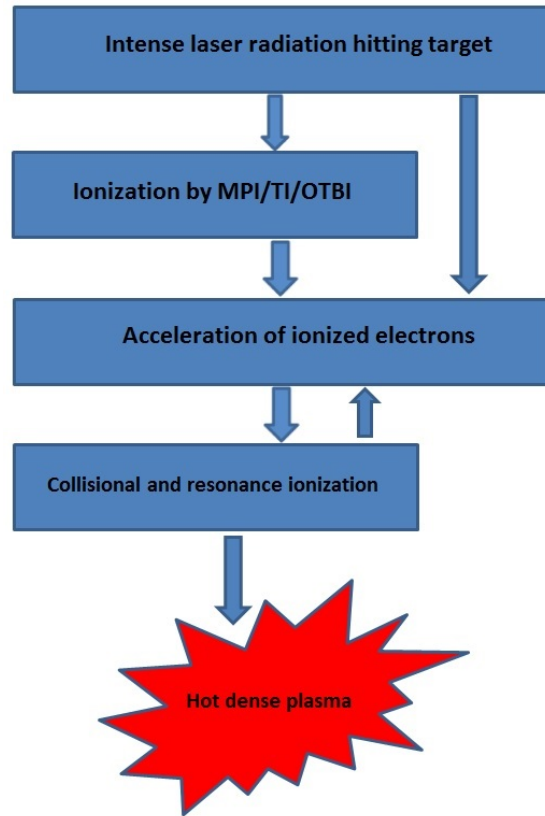 Intense laser radiation hitting target
Ionization by MPI/TI/OTBI
Acceleration of ionized electrons
Collisional and resonance ionization
Hot dense plasma